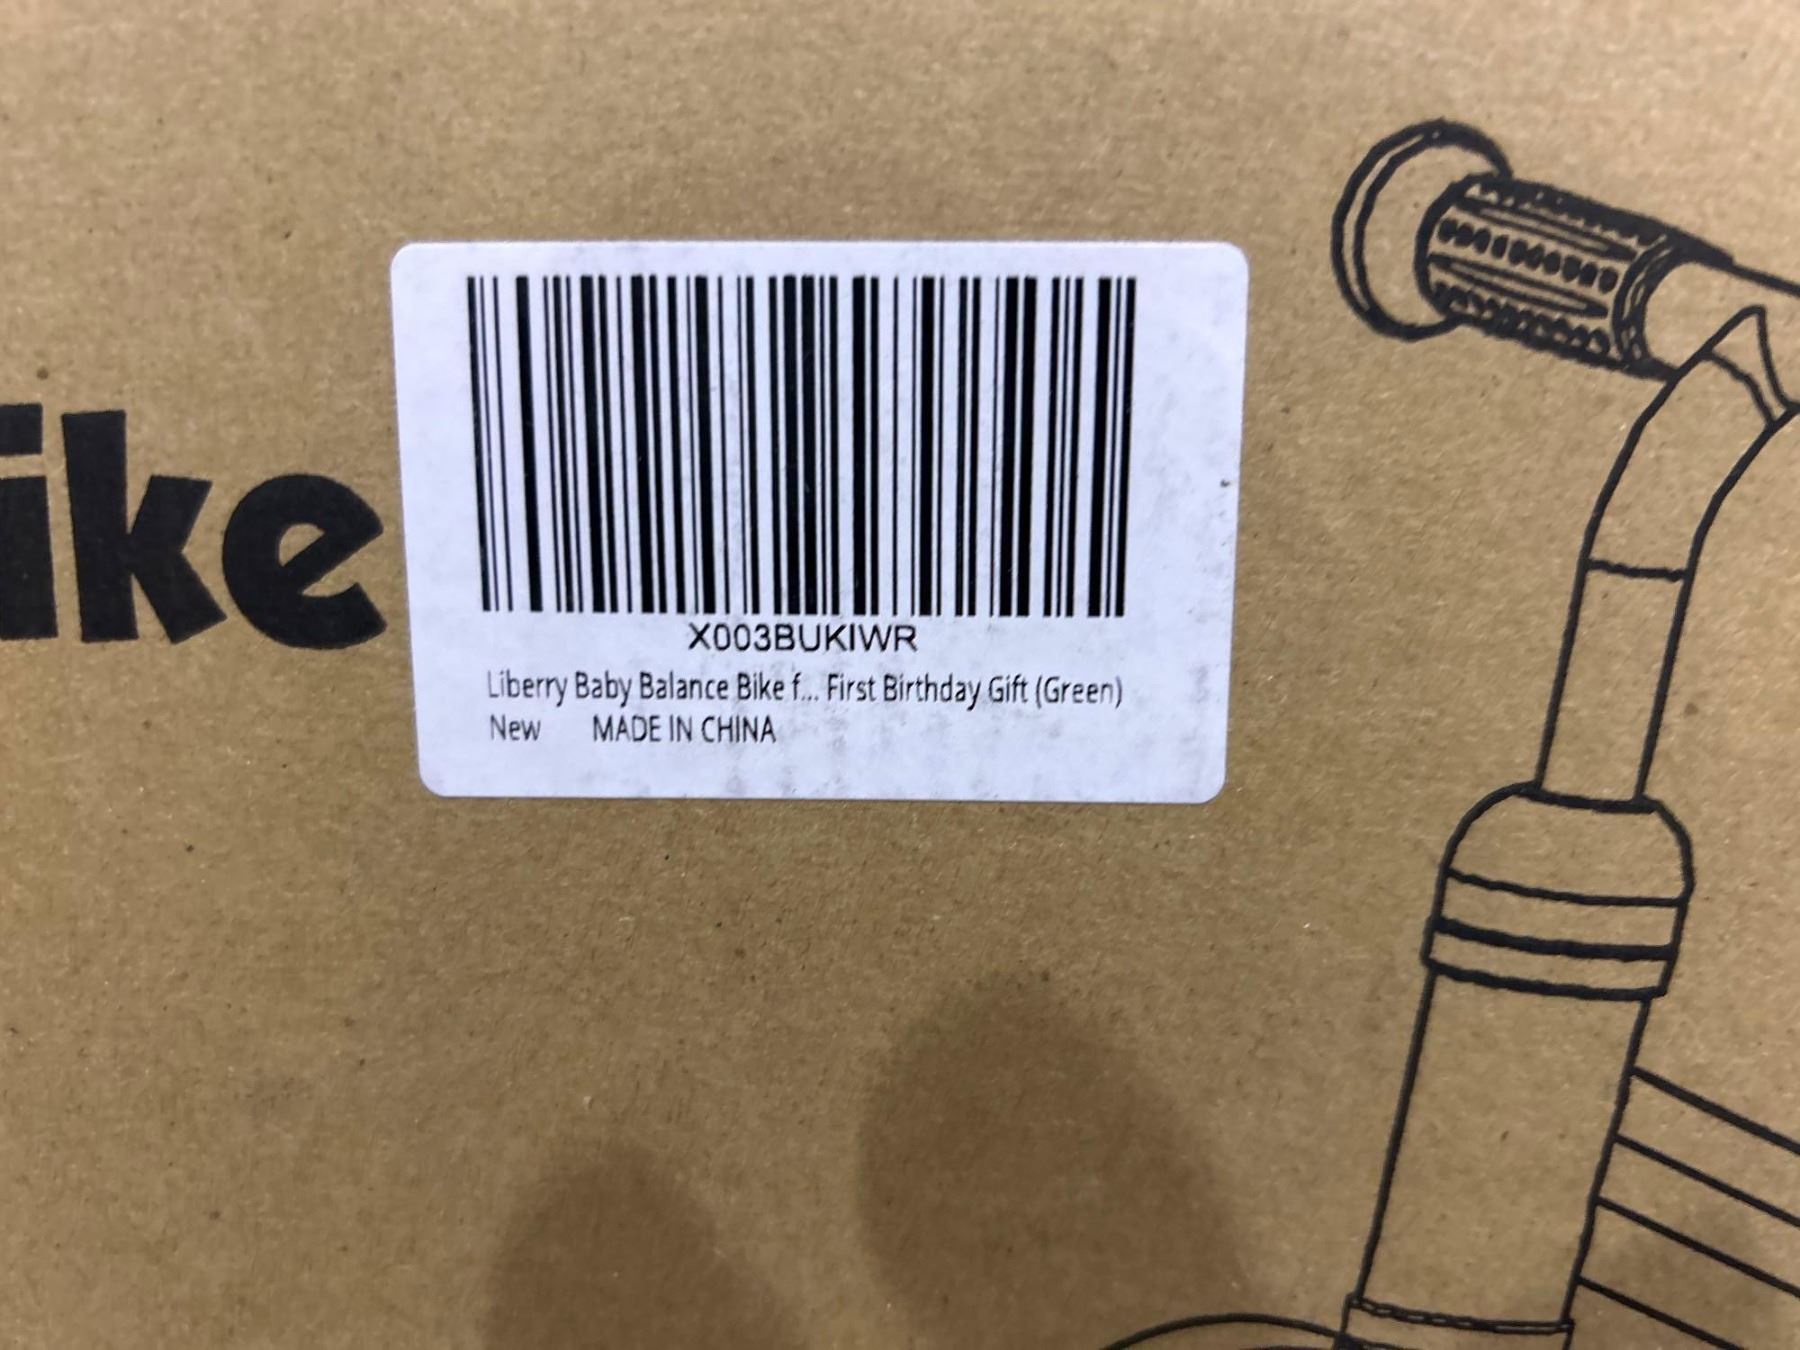 ike
X003BUKIWR
Liberry Baby Balance Bike f... First Birthday Gift (Green)
New MADE IN CHINA